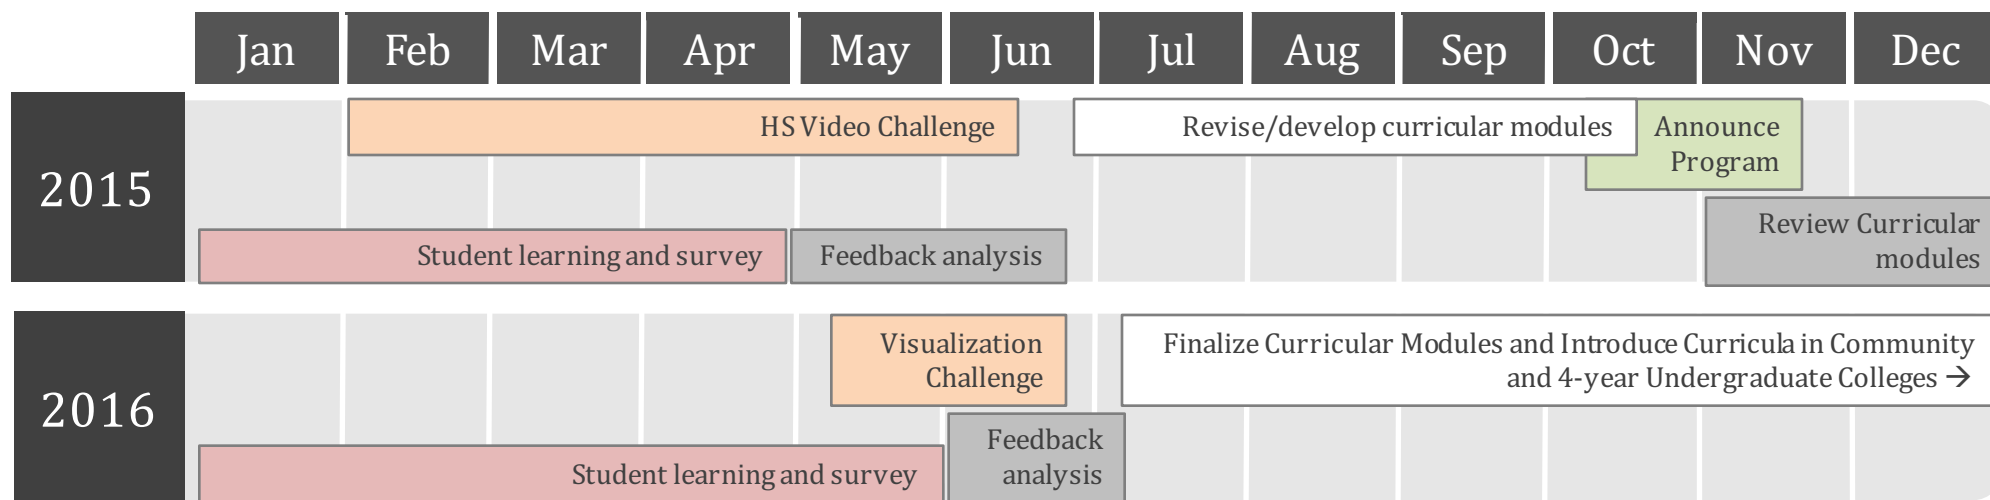 Jan Feb Mar Apr May Jun Jul Aug Sep Oct Nov Dec
2015
HS Video Challenge
Revise/develop curricular modules
Announce
Program
Student learning and survey
Feedback analysis
Review Curricular
modules
2016
Visualization
Challenge
Finalize Curricular Modules and Introduce Curricula in Community
and 4-year Undergraduate Colleges →
Student learning and survey
Feedback
analysis